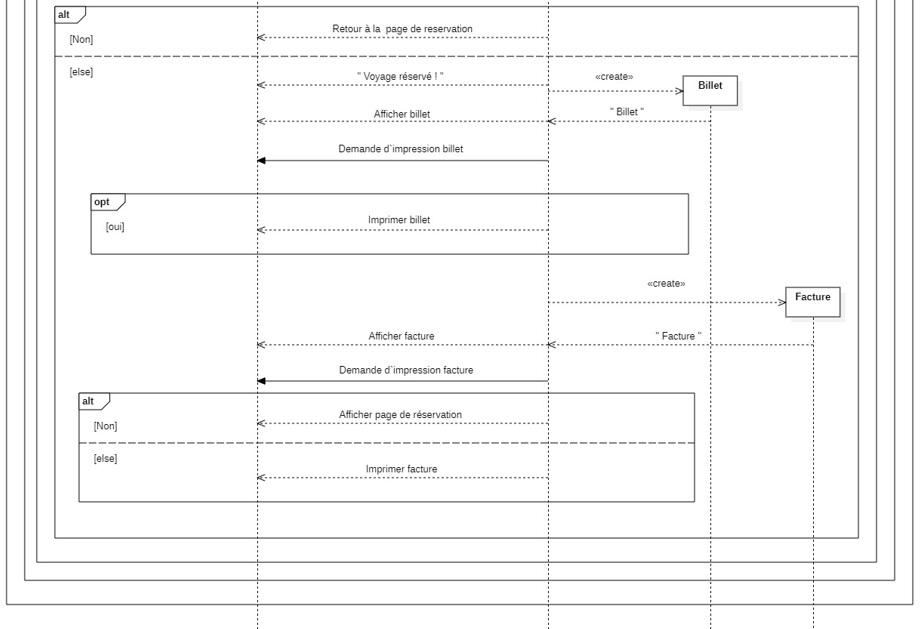 alt
Retour à la  page de reservation
[Non]
[else]
" Voyage réservé ! "
«create»
Billet
Afficher billet
" Billet "
Demande d`impression billet
opt
Imprimer billet
[oui]
«create»
Facture
Afficher facture
" Facture "
Demande d`impression facture
alt
Afficher page de réservation
[Non]
[else]
Imprimer facture